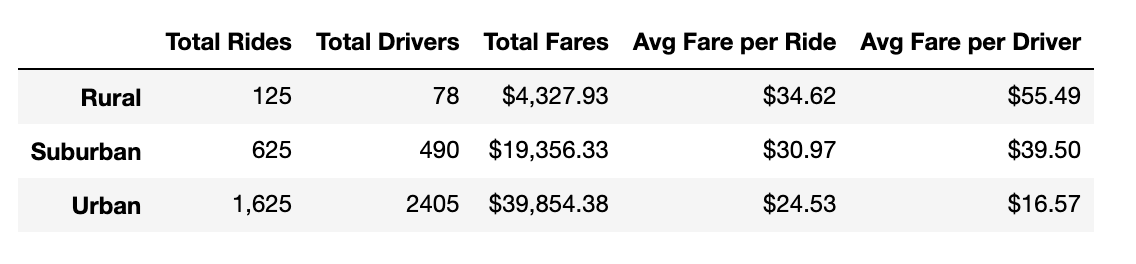 Total Rides Total Drivers Total Fares Avg Fare per Ride Avg Fare per Driver
Rural 125 78 $4,327.93 $34.62 $55.49
Suburban 625 490 $19,356.33 $30.97 $39.50
Urban 1,625 2405 $39,854.38 $24.53 $16.57